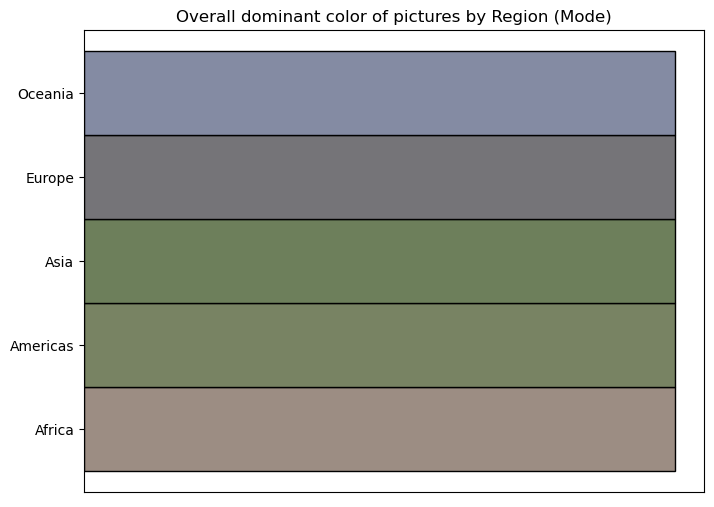 Overall dominant color of pictures by Region (Mode)
Oceania
Europe
Asia
Americas
Africa